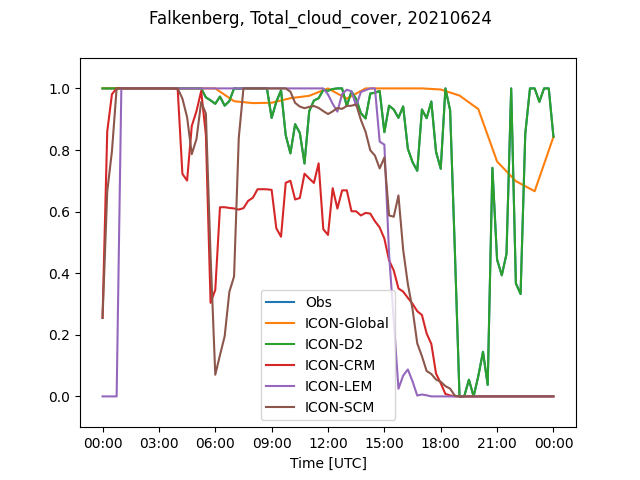 Falkenberg, Total_cloud_cover, 20210624
1.0
0.8
0.6
0.4
0.2
0.0
Obs
ICON-Global
ICON-D2
ICON-CRM
ICON-LEM
ICON-SCM
00:00 03:00 06:00 09:00 12:00 15:00 18:00 21:00 00:00
Time [UTC]